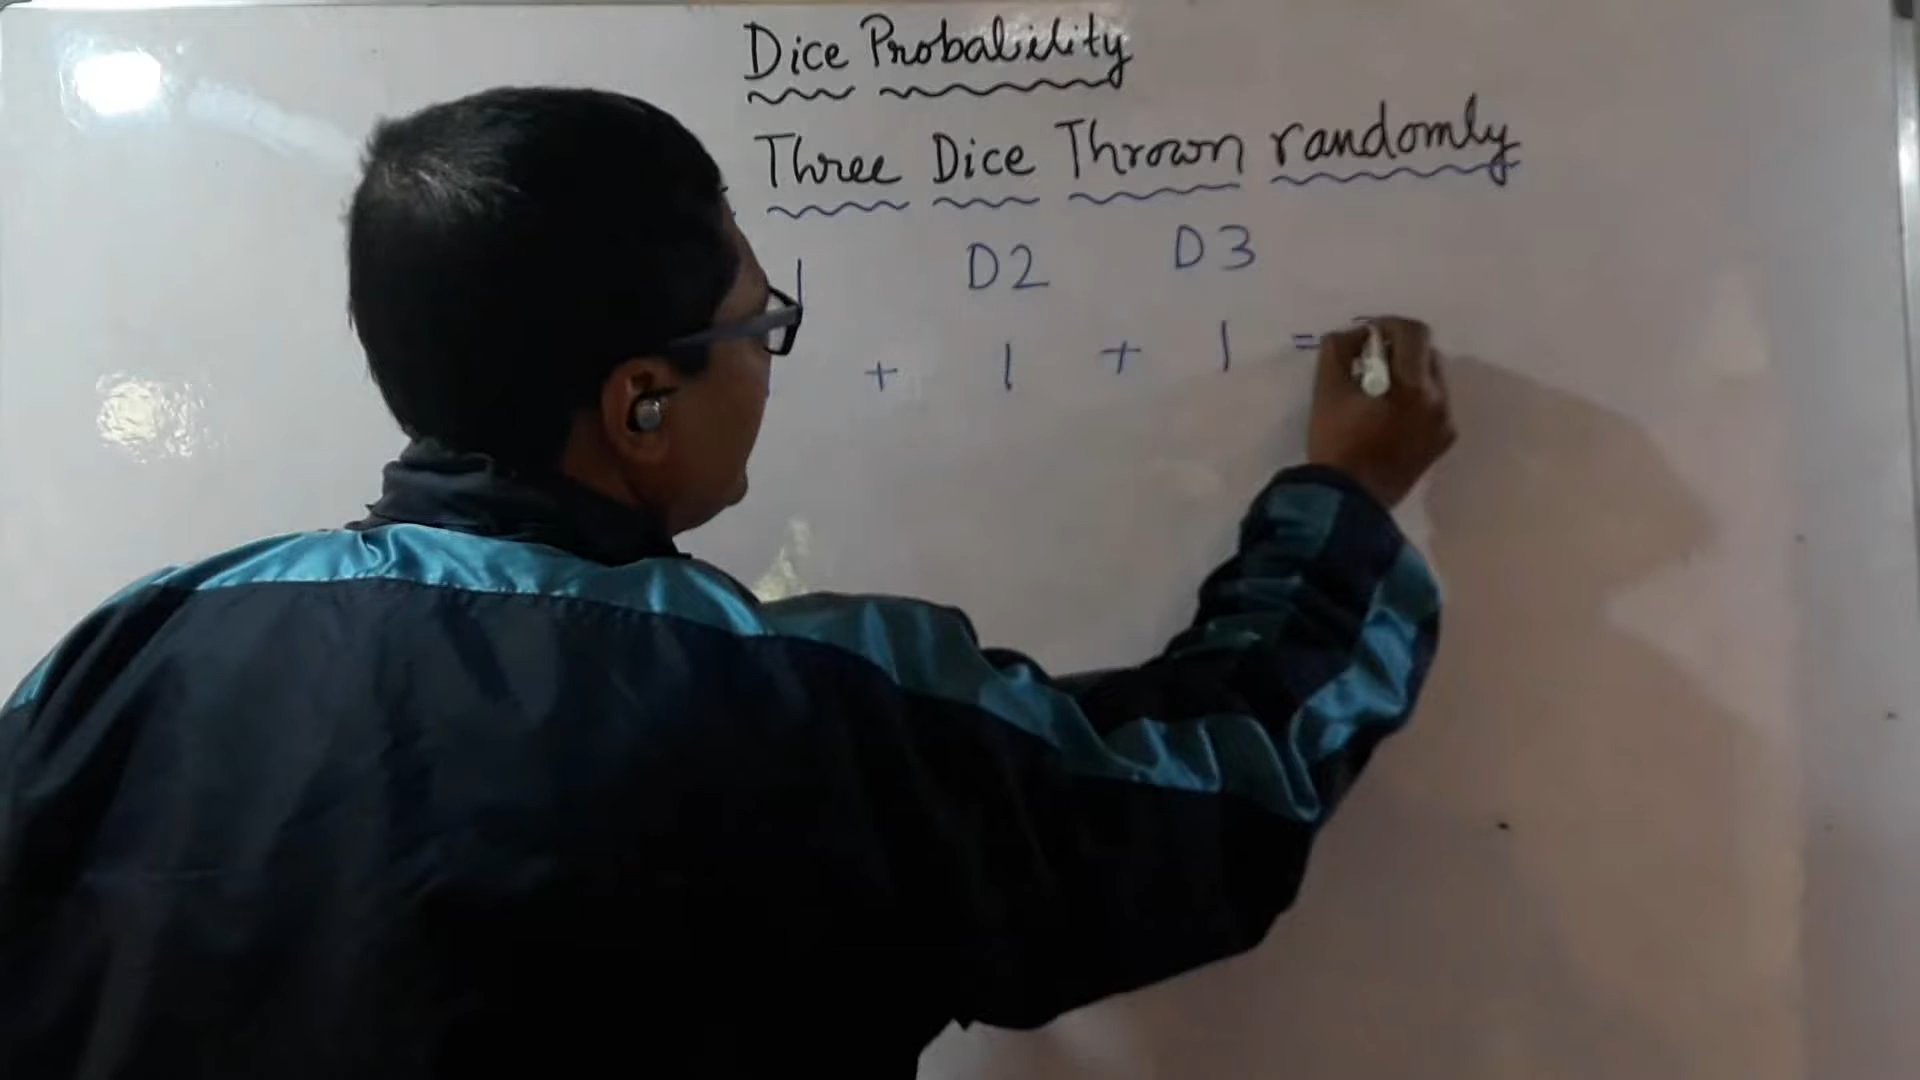 Dice Probability
Three Dice Thrown randomly
D2 D3
+ 1 + 1 =